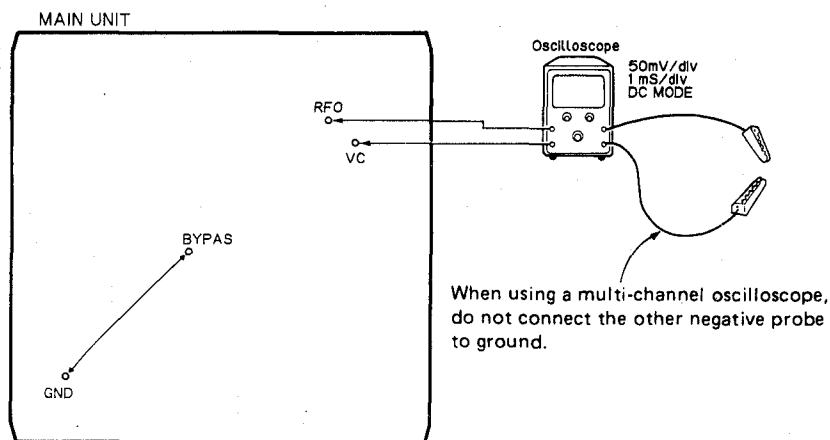 MAIN UNIT
Oscilloscope
50mV/div
1 mS/div
DC MODE
RFO
VC
BYPAS
GND
When using a multi-channel oscilloscope,
do not connect the other negative probe
to ground.